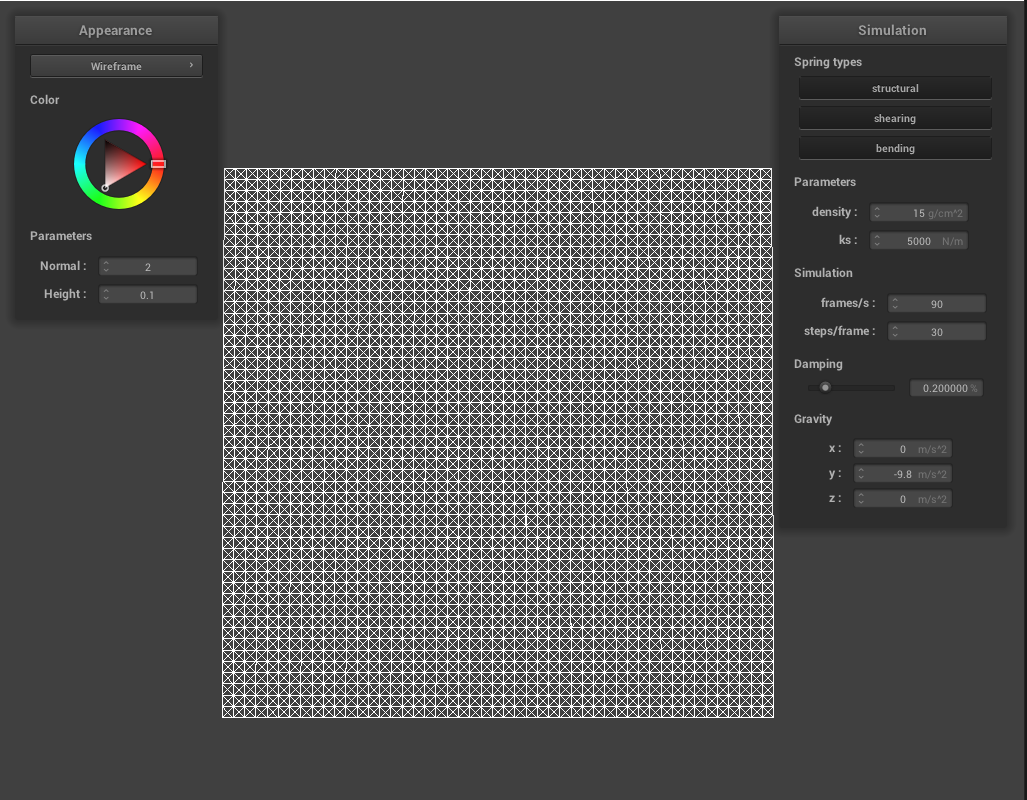 Appearance
Wireframe
Color
Parameters
Normal : 2
Height : 0.1
Simulation
Spring types
structural
shearing
bending
Parameters
density : 15 g/cm^2
ks : 5000 N/m
Simulation
frames/s : 90
steps/frame : 30
Damping
0.200000 %
Gravity
x : 0 m/s^2
y : -9.8 m/s^2
z : 0 m/s^2